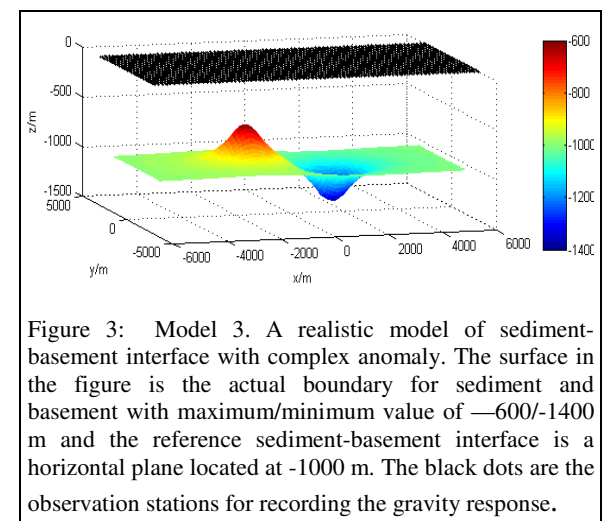 0
-500
-1000
-1500
z/m
5000
0
-5000
y/m
-6000
-4000
-2000
0
2000
4000
6000
x/m
-600
-800
-1000
-1200
-1400
Figure 3: Model 3. A realistic model of sediment-
basement interface with complex anomaly. The surface in
the figure is the actual boundary for sediment and
basement with maximum/minimum value of —600/-1400
m and the reference sediment-basement interface is a
horizontal plane located at -1000 m. The black dots are the
observation stations for recording the gravity response.